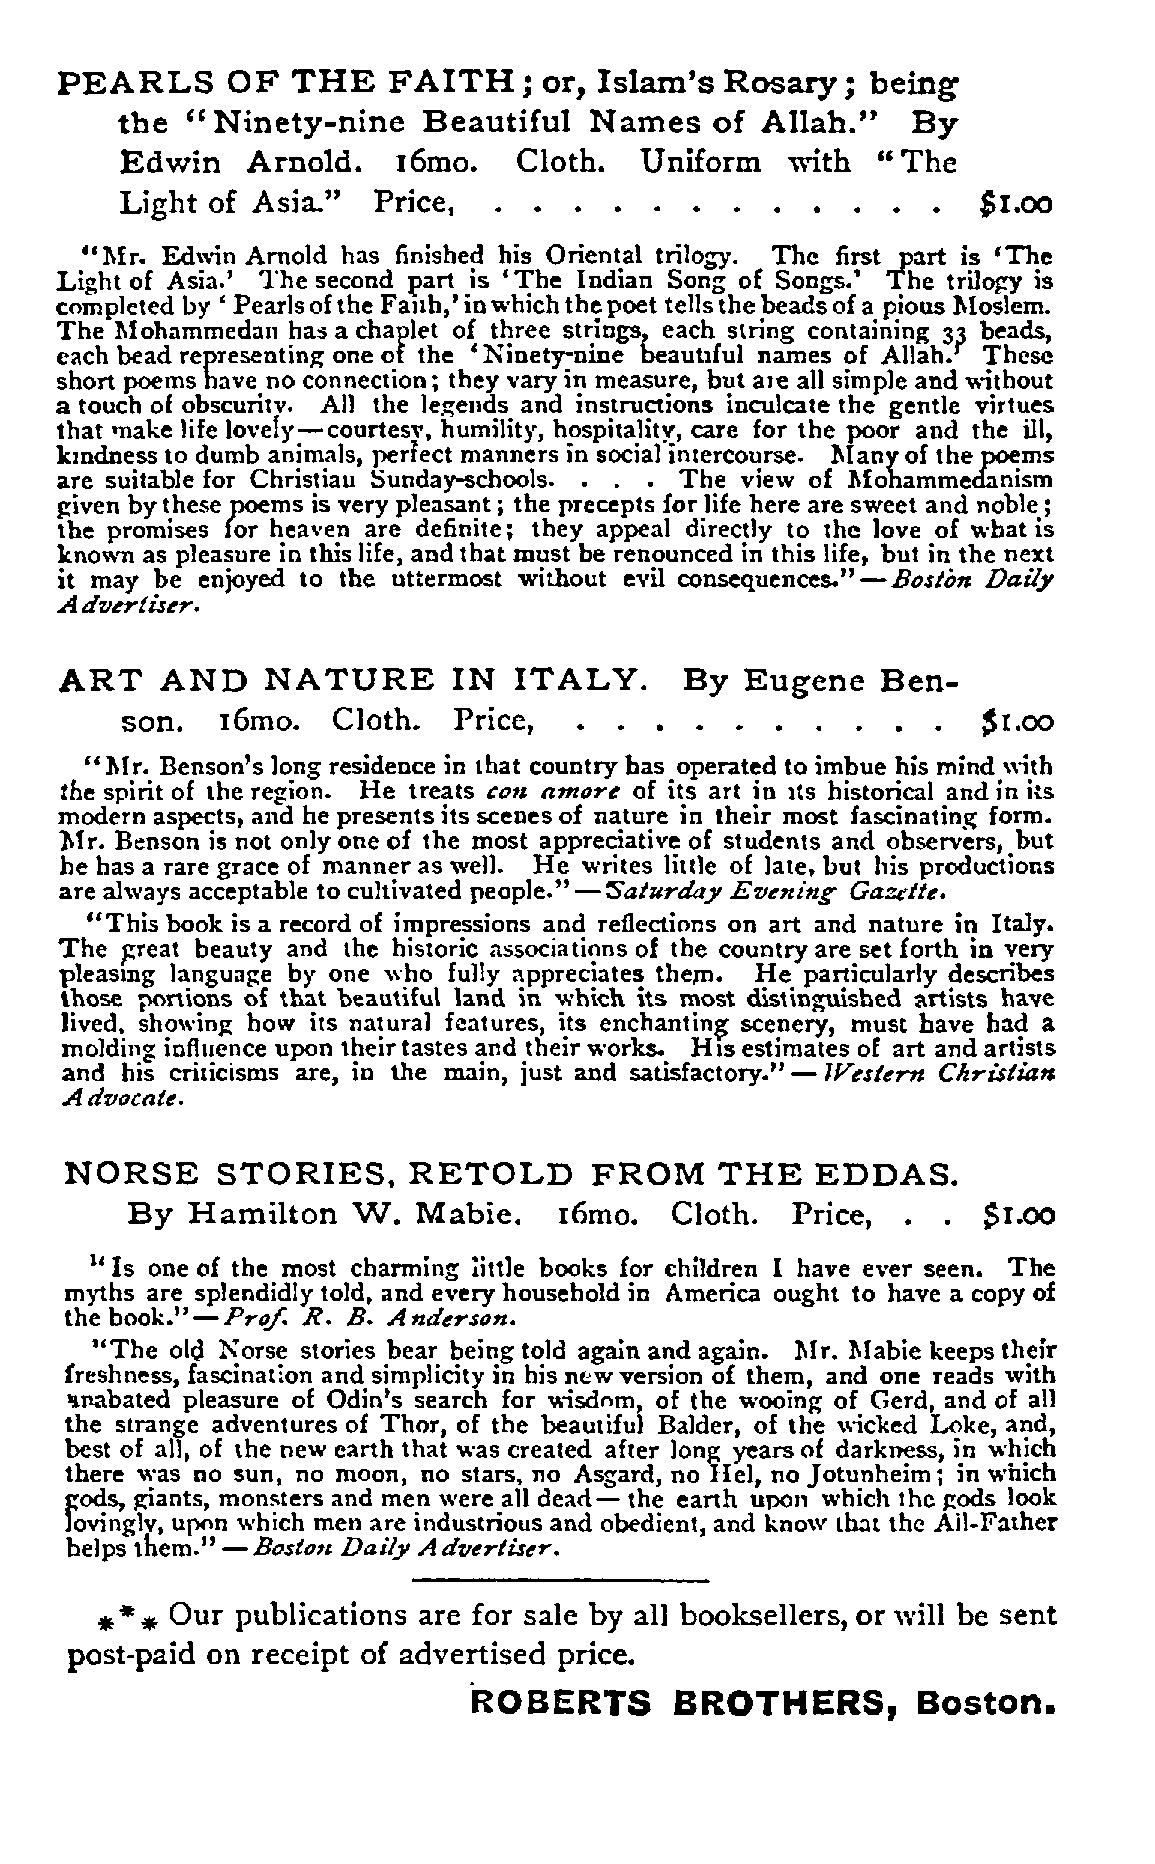 PEARLS OF THE FAITH; or, Islam's Rosary; being
the "Ninety-nine Beautiful Names of Allah." By
Edwin Arnold. 16mo. Cloth. Uniform with "The
Light of Asia." Price, . . . . . . . . . . . . $1.00
"Mr. Edwin Arnold has finished his Oriental trilogy. The first part is 'The
Light of Asia.' The second part is 'The Indian Song of Songs.' The trilogy is
completed by 'Pearls of the Faith,' in which the poet tells the beads of a pious Moslem.
The Mohammedan has a chaplet of three strings, each string containing 33 beads,
each bead representing one of the 'Ninety-nine beautiful names of Allah.' These
short poems have no connection; they vary in measure, but are all simple and without
a touch of obscurity. All the legends and instructions inculcate the gentle virtues
that make life lovely—courtesy, humility, hospitality, care for the poor and the ill,
kindness to dumb animals, perfect manners in social intercourse. Many of the poems
are suitable for Christian Sunday-schools. . . . The view of Mohammedanism
given by these poems is very pleasant; the precepts for life here are sweet and noble;
the promises for heaven are definite; they appeal directly to the love of what is
known as pleasure in this life, and that must be renounced in this life, but in the next
it may be enjoyed to the uttermost without evil consequences."—Boston Daily
Advertiser.
ART AND NATURE IN ITALY. By Eugene Ben-
son. 16mo. Cloth. Price, . . . . . . . . . . $1.00
"Mr. Benson's long residence in that country has operated to imbue his mind with
the spirit of the region. He treats con amore of its art in its historical and in its
modern aspects, and he presents its scenes of nature in their most fascinating form.
Mr. Benson is not only one of the most appreciative of students and observers, but
he has a rare grace of manner as well. He writes little of late, but his productions
are always acceptable to cultivated people."—Saturday Evening Gazette.
"This book is a record of impressions and reflections on art and nature in Italy.
The great beauty and the historic associations of the country are set forth in very
pleasing language by one who fully appreciates them. He particularly describes
those portions of that beautiful land in which its most distinguished artists have
lived, showing how its natural features, its enchanting scenery, must have had a
molding influence upon their tastes and their works. His estimates of art and artists
and his criticisms are, in the main, just and satisfactory."—Western Christian
Advocate.
NORSE STORIES, RETOLD FROM THE EDDAS.
By Hamilton W. Mabie. 16mo. Cloth. Price, . . $1.00
"Is one of the most charming little books for children I have ever seen. The
myths are splendidly told, and every household in America ought to have a copy of
the book."—Prof. R. B. Anderson.
"The old Norse stories bear being told again and again. Mr. Mabie keeps their
freshness, fascination and simplicity in his new version of them, and one reads with
unabated pleasure of Odin's search for wisdom, of the wooing of Gerd, and of all
the strange adventures of Thor, of the beautiful Balder, of the wicked Loke, and,
best of all, of the new earth that was created after long years of darkness, in which
there was no sun, no moon, no stars, no Asgard, no Hel, no Jotunheim; in which
gods, giants, monsters and men were all dead—the earth upon which the gods look
lovingly, upon which men are industrious and obedient, and know that the All-Father
helps them."—Boston Daily Advertiser.
*** Our publications are for sale by all booksellers, or will be sent
post-paid on receipt of advertised price.
ROBERTS BROTHERS, Boston.